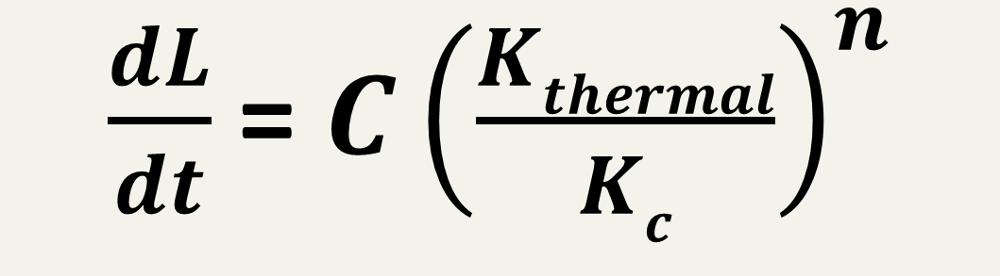 dL/dt = C (K_thermal/K_c)^n